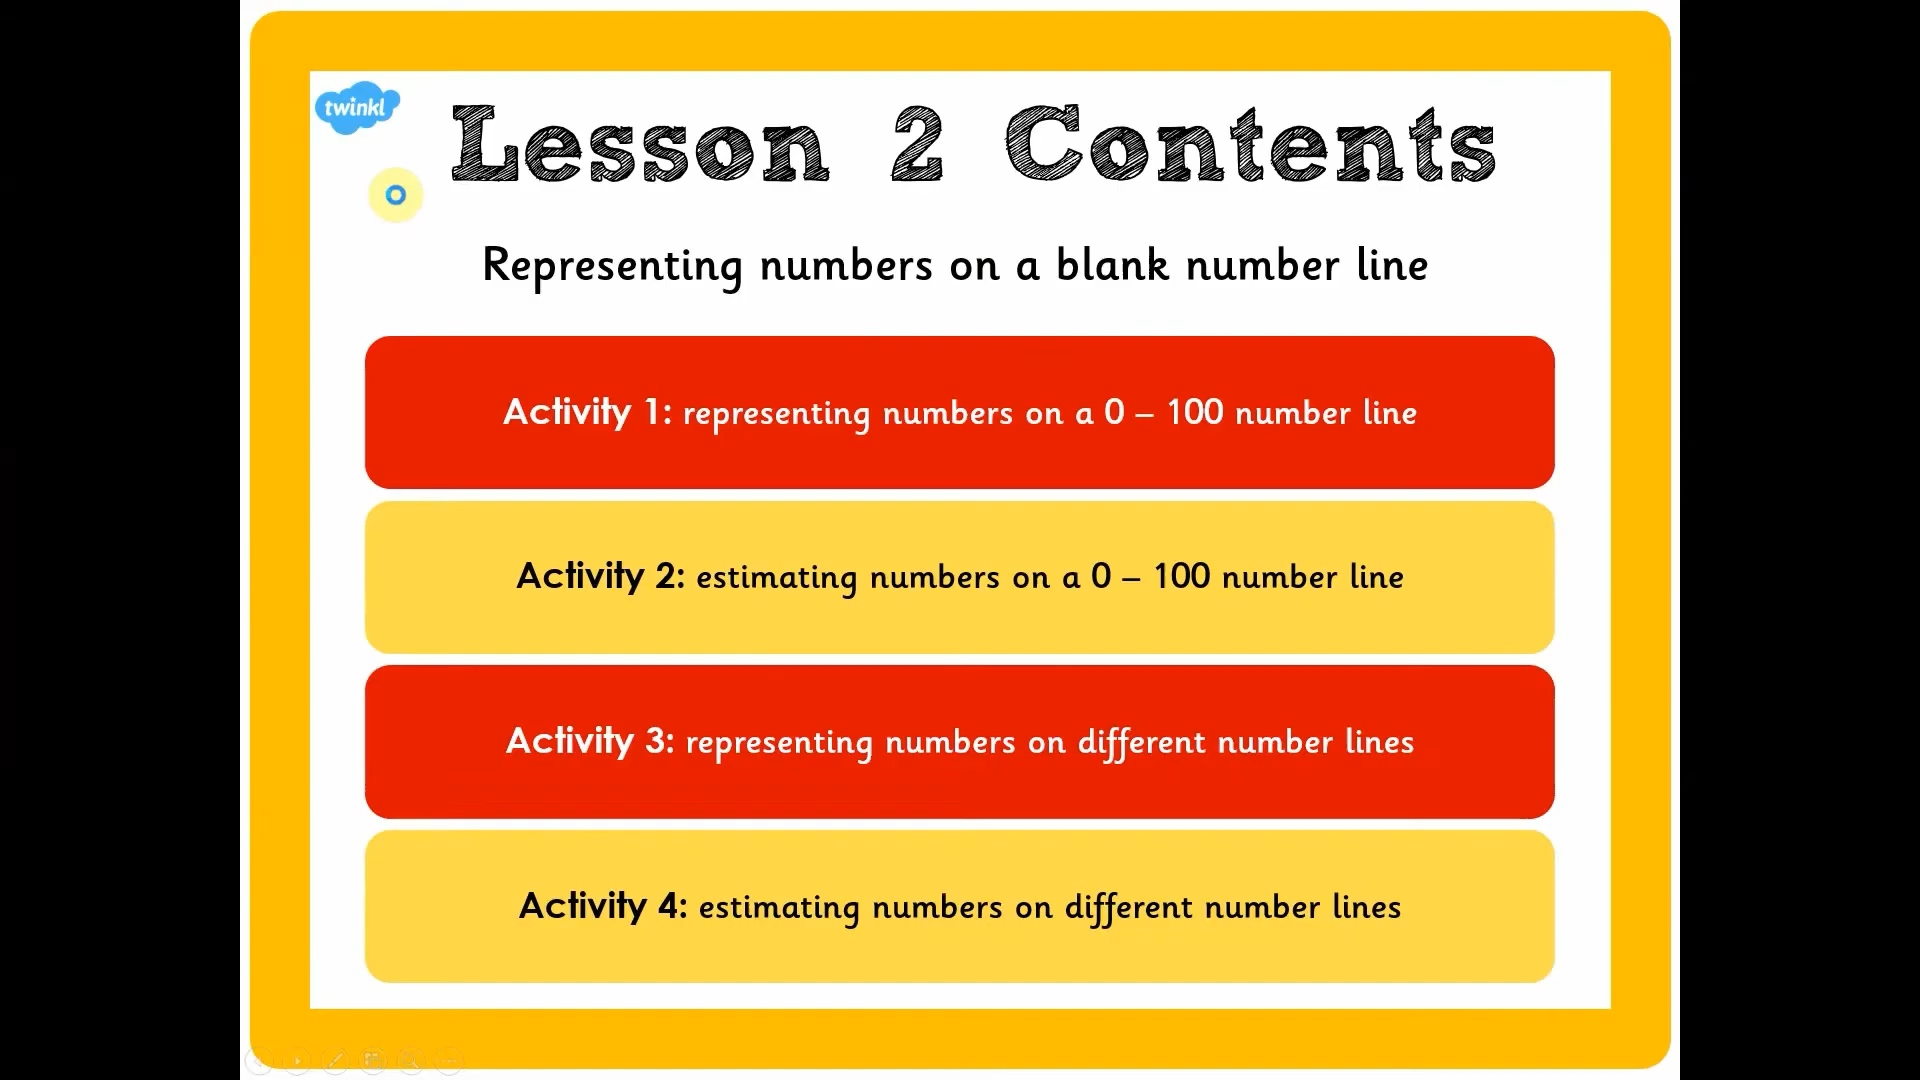 twinkl
Lesson 2 Contents
Representing numbers on a blank number line
Activity 1: representing numbers on a 0 – 100 number line
Activity 2: estimating numbers on a 0 – 100 number line
Activity 3: representing numbers on different number lines
Activity 4: estimating numbers on different number lines